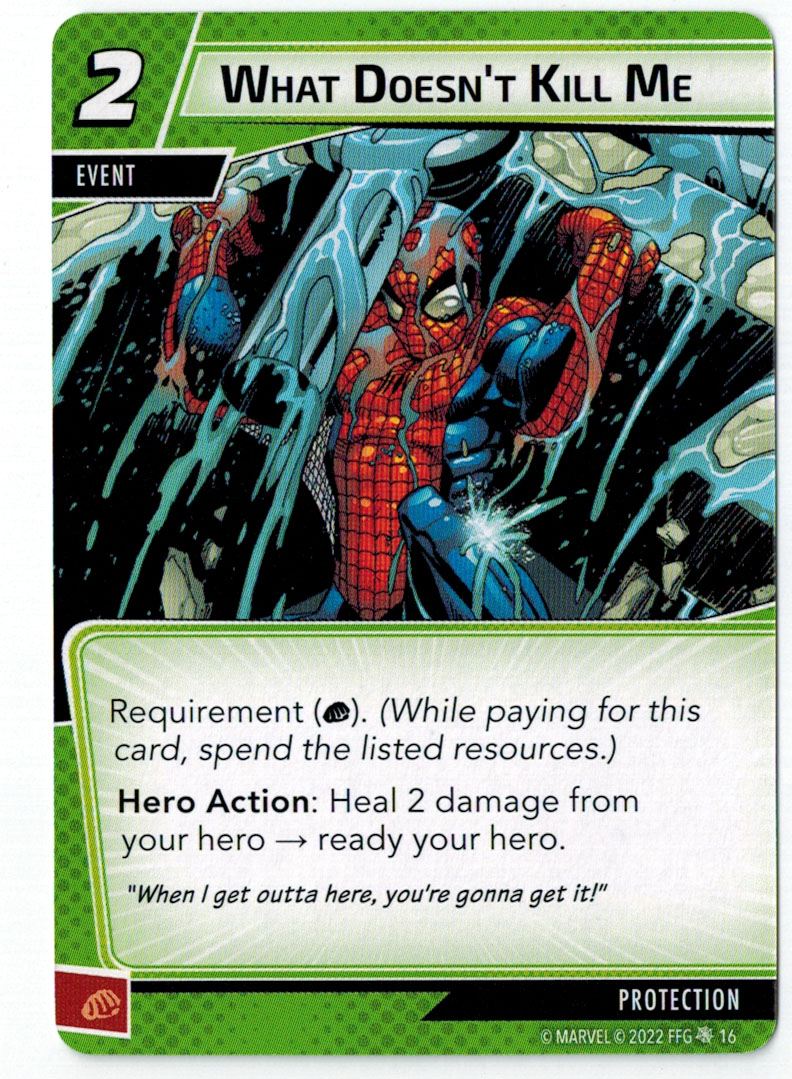 2
WHAT DOESN'T KILL ME
EVENT
Requirement (). (While paying for this
card, spend the listed resources.)
Hero Action: Heal 2 damage from
your hero → ready your hero.
"When I get outta here, you're gonna get it!"
PROTECTION
© MARVEL © 2022 FFG 16